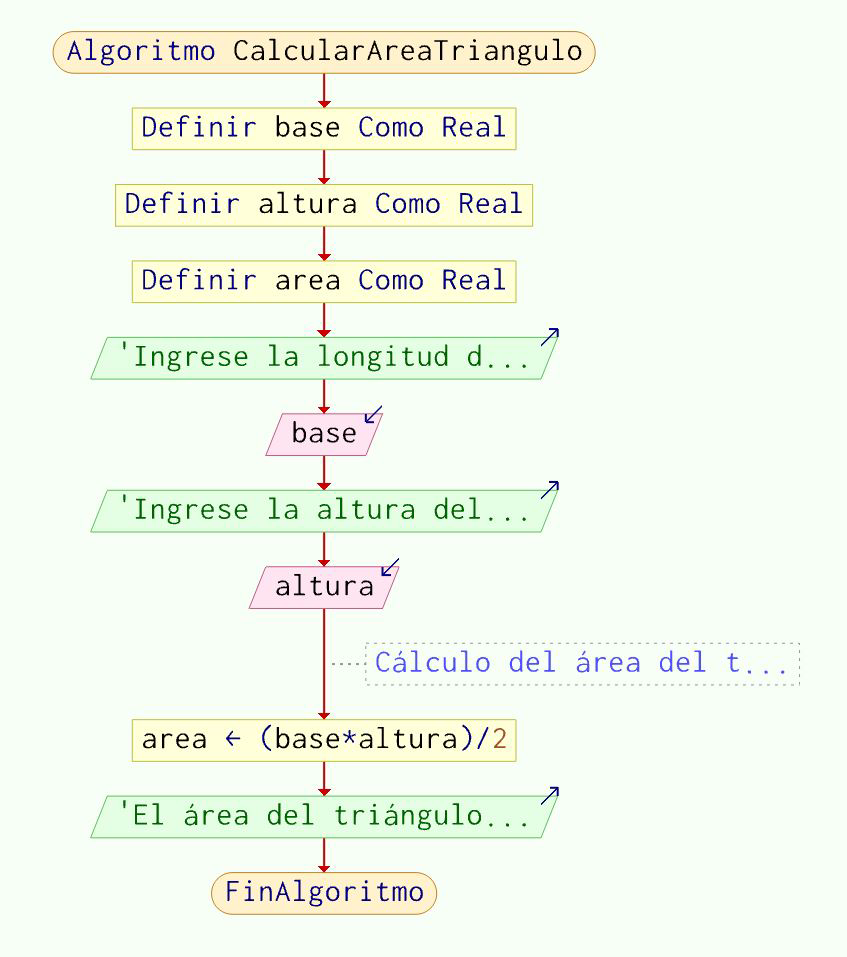 Algoritmo CalcularAreaTriangulo
Definir base Como Real
Definir altura Como Real
Definir area Como Real
'Ingrese la longitud d...
base
'Ingrese la altura del...
altura
Cálculo del área del t...
area ← (base*altura)/2
'El área del triángulo...
FinAlgoritmo